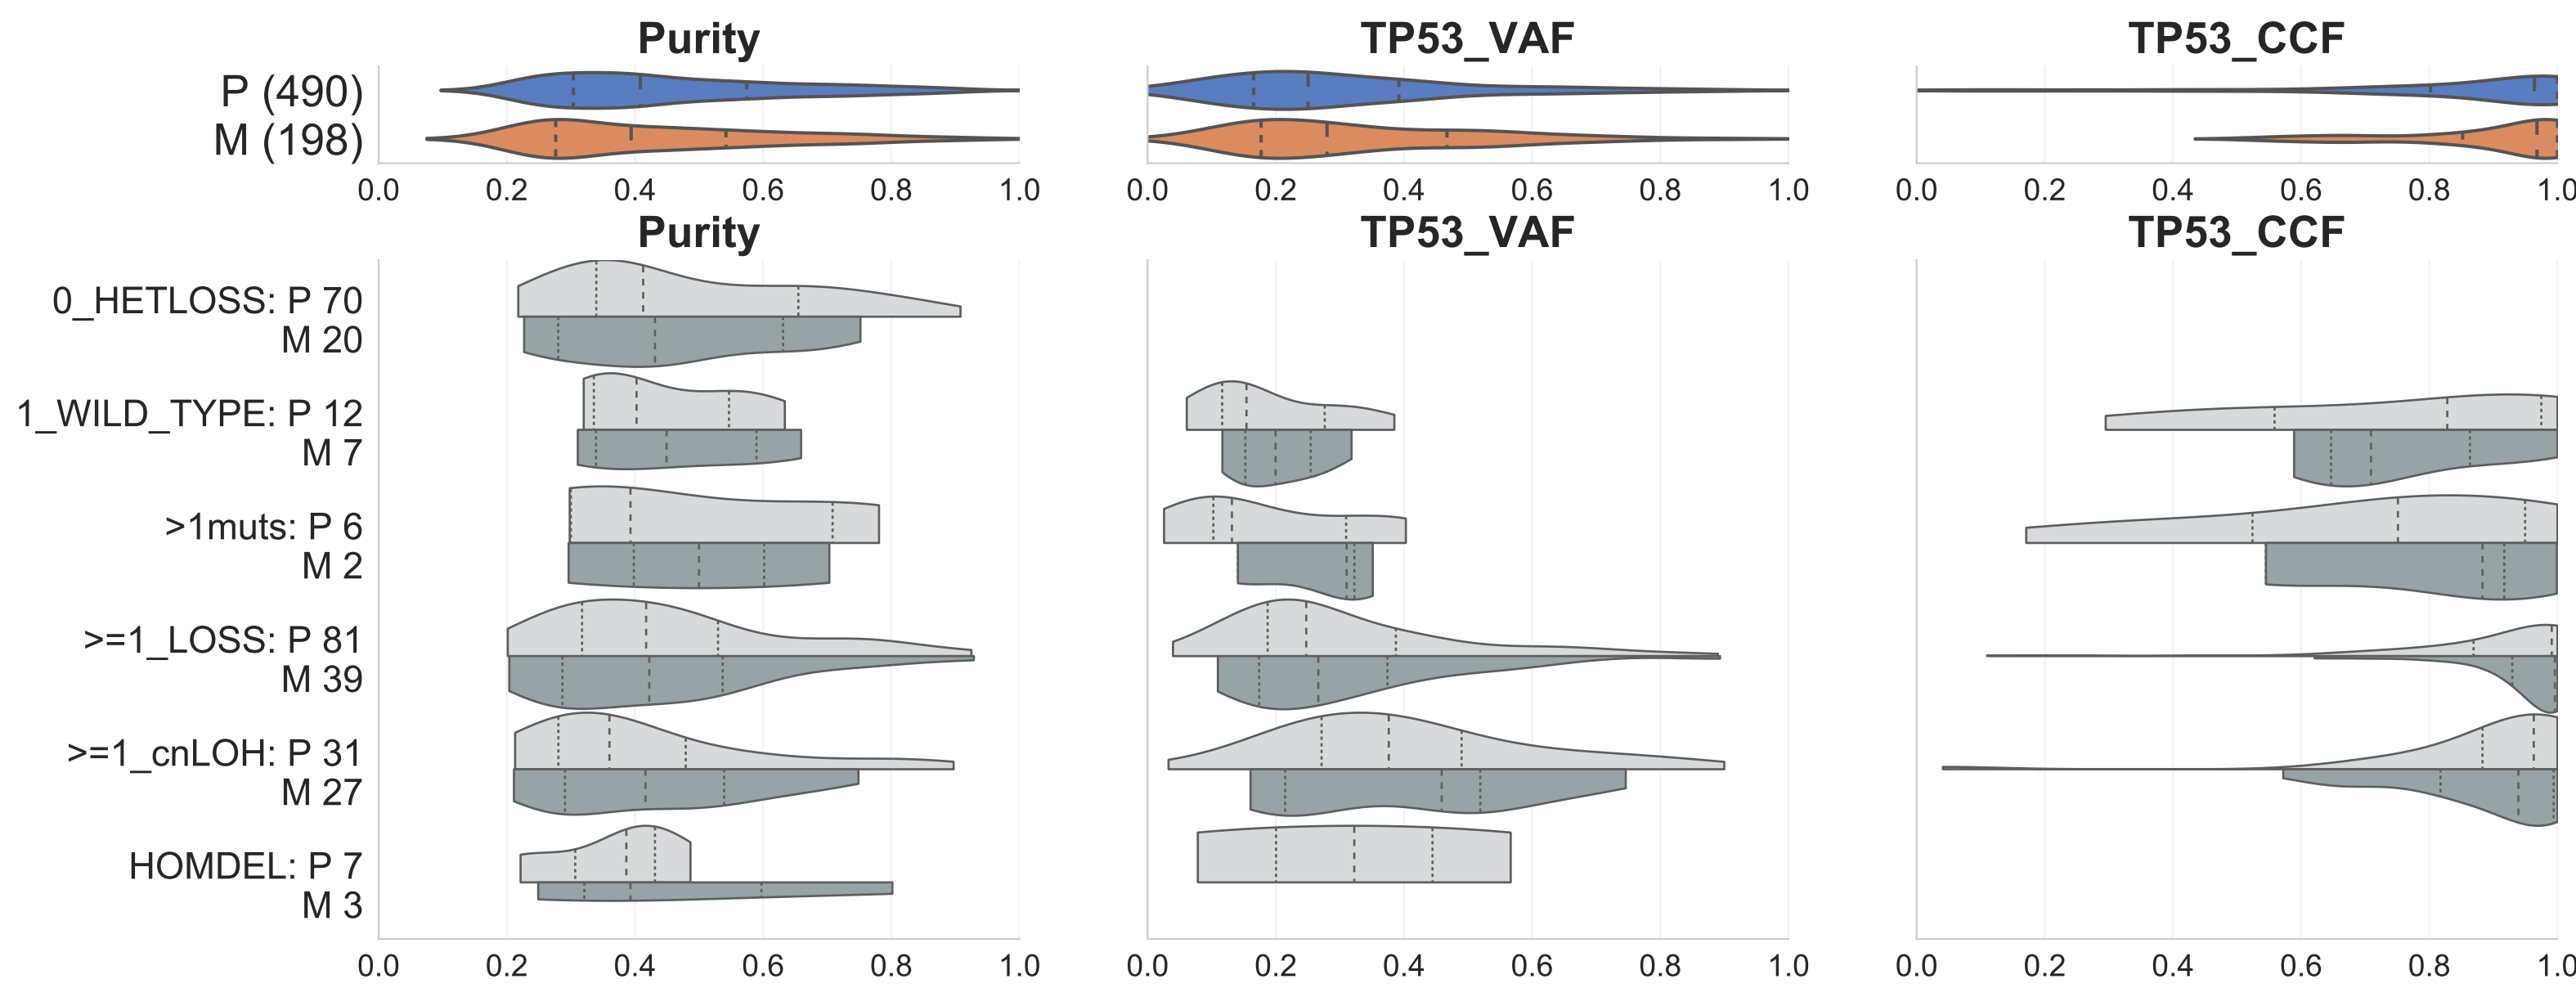 Purity TP53_VAF TP53_CCF
P (490)
M (198)
0.0 0.2 0.4 0.6 0.8 1.0 0.0 0.2 0.4 0.6 0.8 1.0 0.0 0.2 0.4 0.6 0.8 1.0
Purity TP53_VAF TP53_CCF
0_HETLOSS: P 70
M 20
1_WILD_TYPE: P 12
M 7
>1muts: P 6
M 2
>=1_LOSS: P 81
M 39
>=1_cnLOH: P 31
M 27
HOMDEL: P 7
M 3
0.0 0.2 0.4 0.6 0.8 1.0 0.0 0.2 0.4 0.6 0.8 1.0 0.0 0.2 0.4 0.6 0.8 1.0